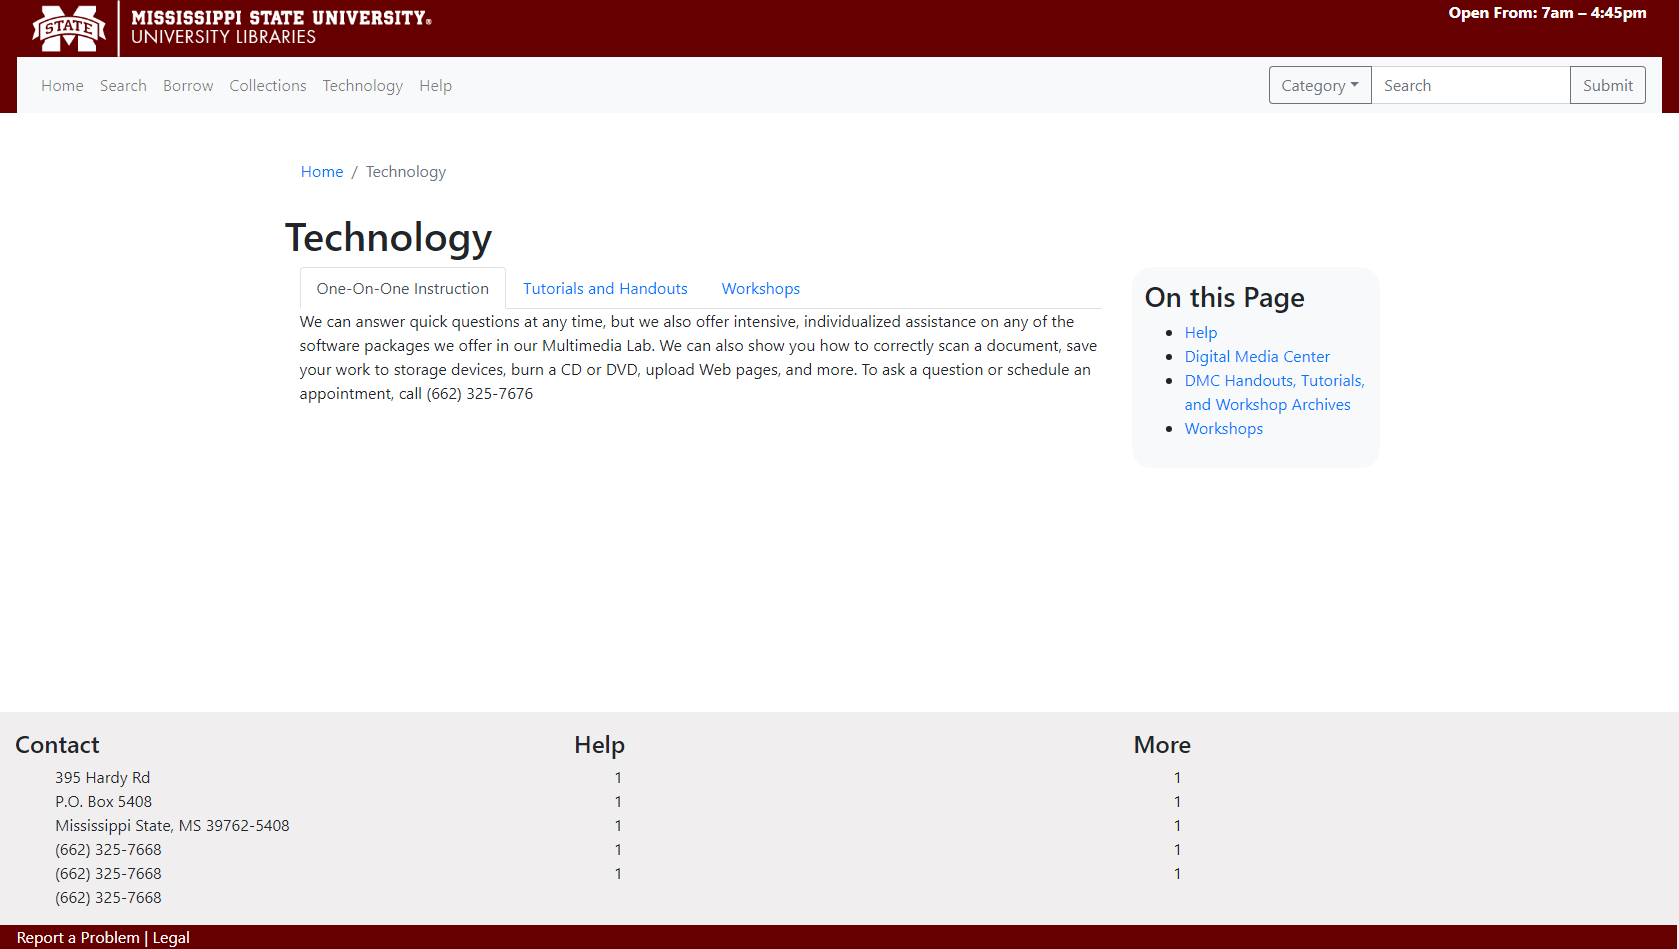 STATE
MISSISSIPPI STATE UNIVERSITY®
UNIVERSITY LIBRARIES
Open From: 7am – 4:45pm
Home Search Borrow Collections Technology Help
Category Search Submit
Home / Technology
Technology
One-On-One Instruction Tutorials and Handouts Workshops
We can answer quick questions at any time, but we also offer intensive, individualized assistance on any of the
software packages we offer in our Multimedia Lab. We can also show you how to correctly scan a document, save
your work to storage devices, burn a CD or DVD, upload Web pages, and more. To ask a question or schedule an
appointment, call (662) 325-7676
On this Page
Help
Digital Media Center
DMC Handouts, Tutorials,
and Workshop Archives
Workshops
Contact
395 Hardy Rd
P.O. Box 5408
Mississippi State, MS 39762-5408
(662) 325-7668
(662) 325-7668
(662) 325-7668
Help
1
1
1
1
1
More
1
1
1
1
1
Report a Problem | Legal